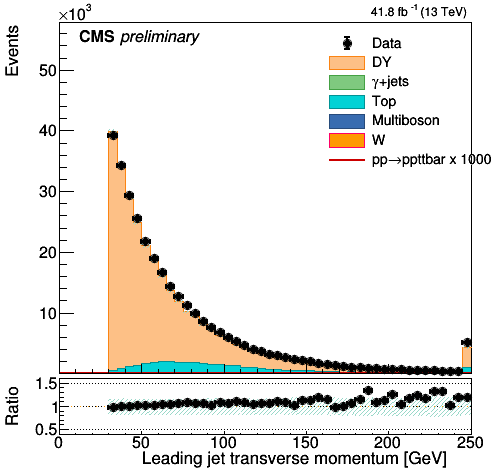 ×10³
41.8 fb⁻¹ (13 TeV)
CMS preliminary
Events
50
40
30
20
10
Data
DY
γ+jets
Top
Multiboson
W
pp→ppttbar x 1000
Ratio
1.5
1
0.5
0 50 100 150 200 250
Leading jet transverse momentum [GeV]